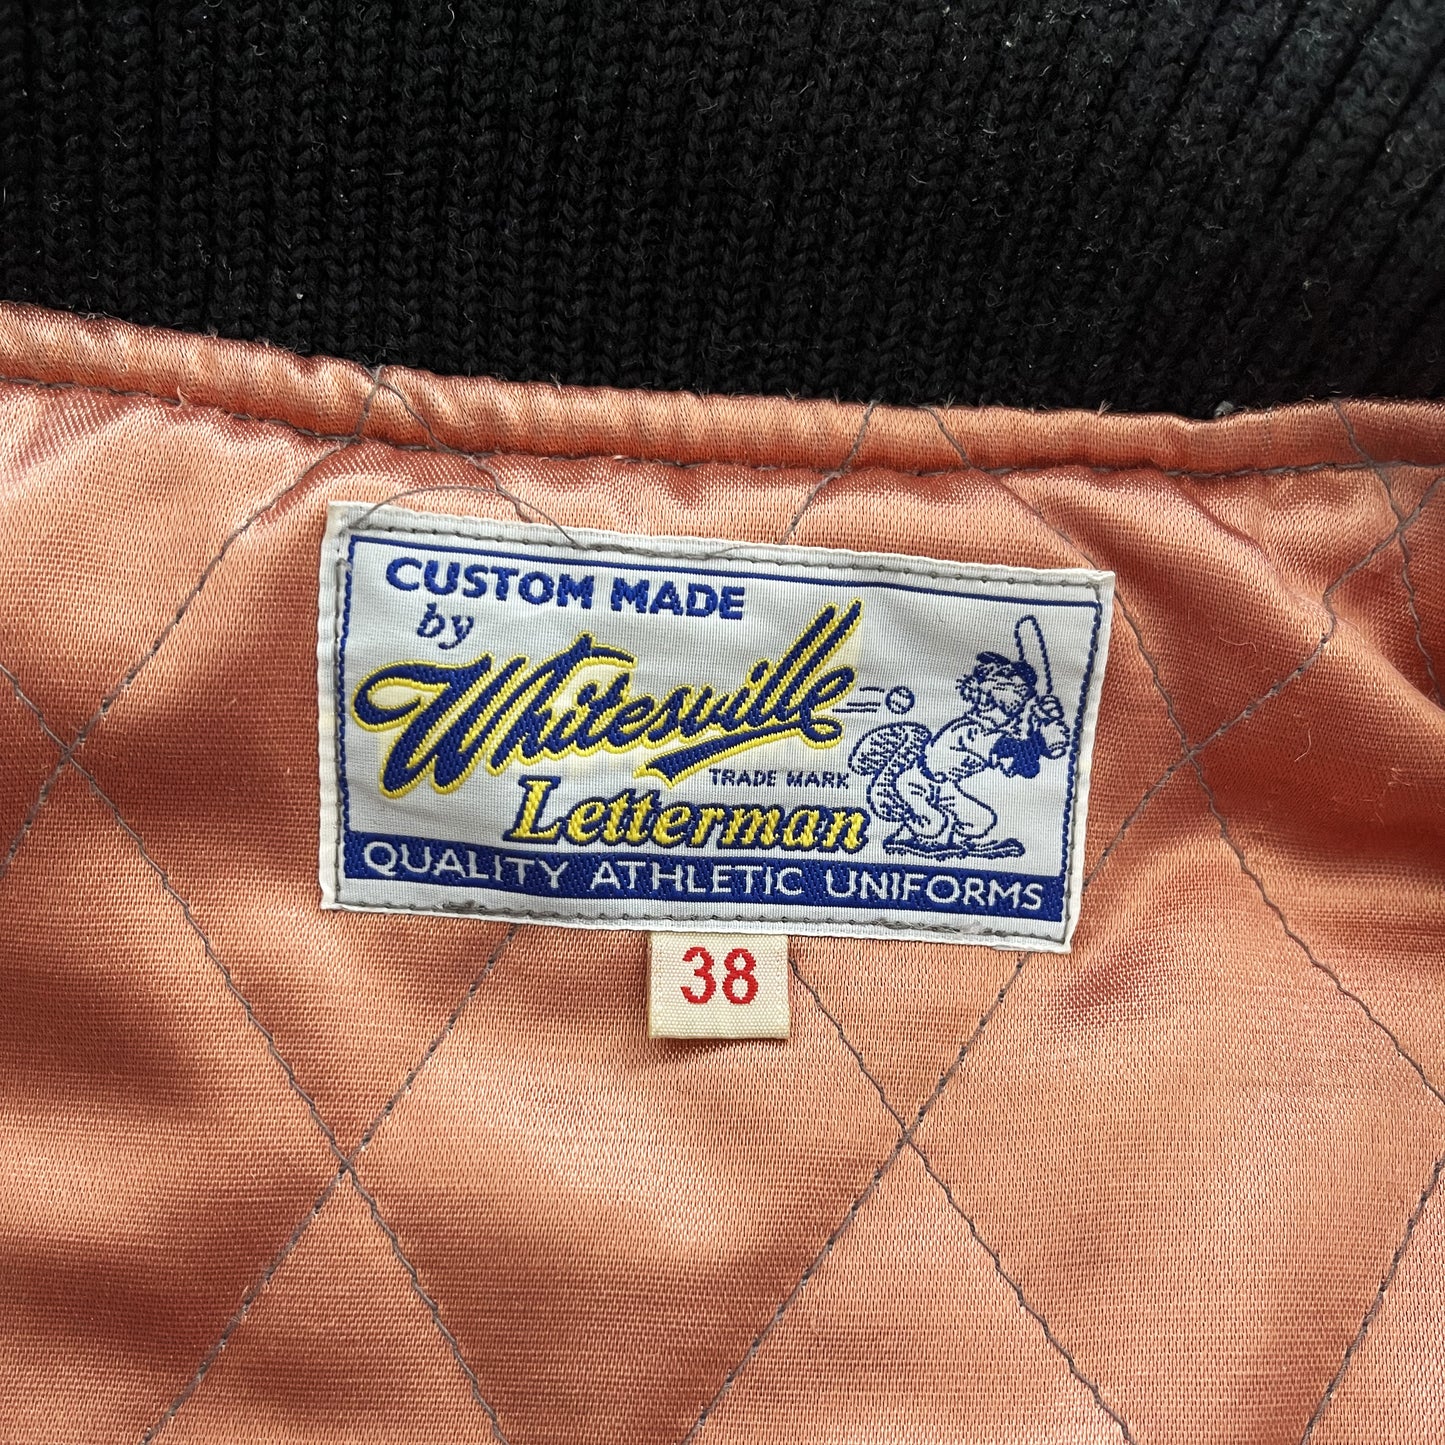 CUSTOM MADE
by
Whitesville
TRADE MARK
Letterman
QUALITY ATHLETIC UNIFORMS
38